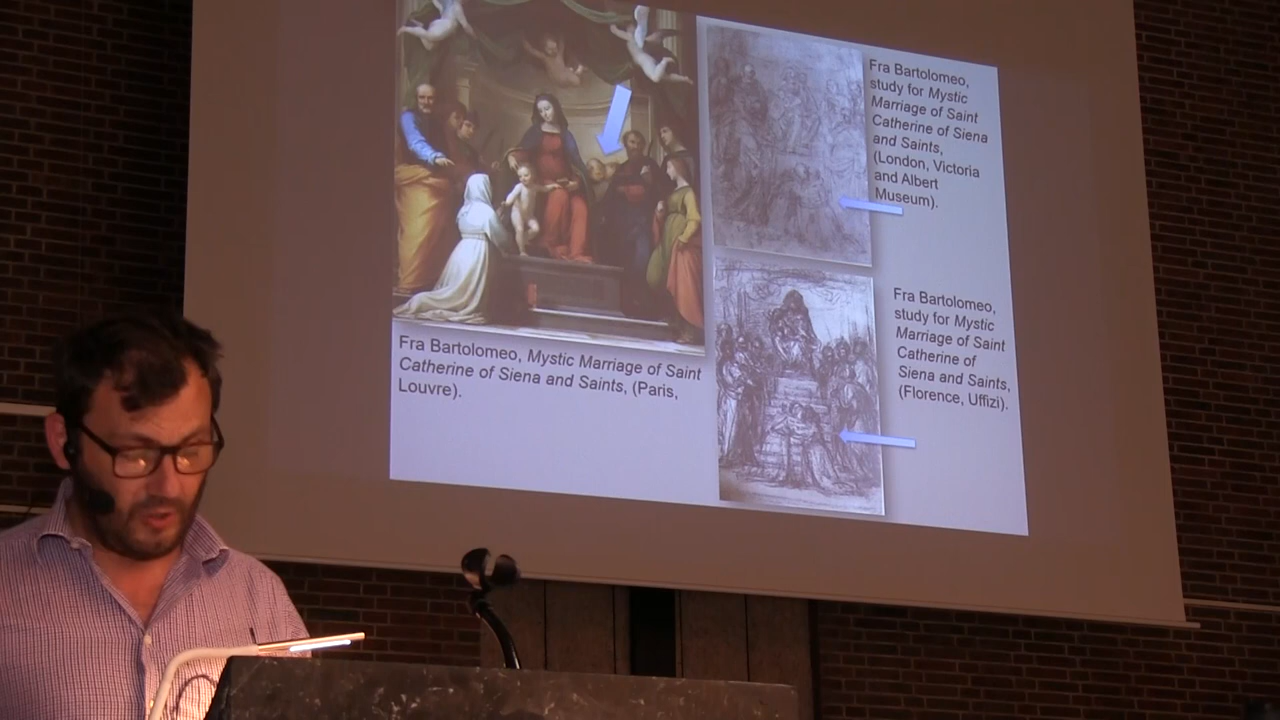 Fra Bartolomeo, Mystic Marriage of Saint
Catherine of Siena and Saints, (Paris,
Louvre).
Fra Bartolomeo,
study for Mystic
Marriage of Saint
Catherine of Siena
and Saints,
(London, Victoria
and Albert
Museum).
Fra Bartolomeo,
study for Mystic
Marriage of Saint
Catherine of
Siena and Saints,
(Florence, Uffizi).